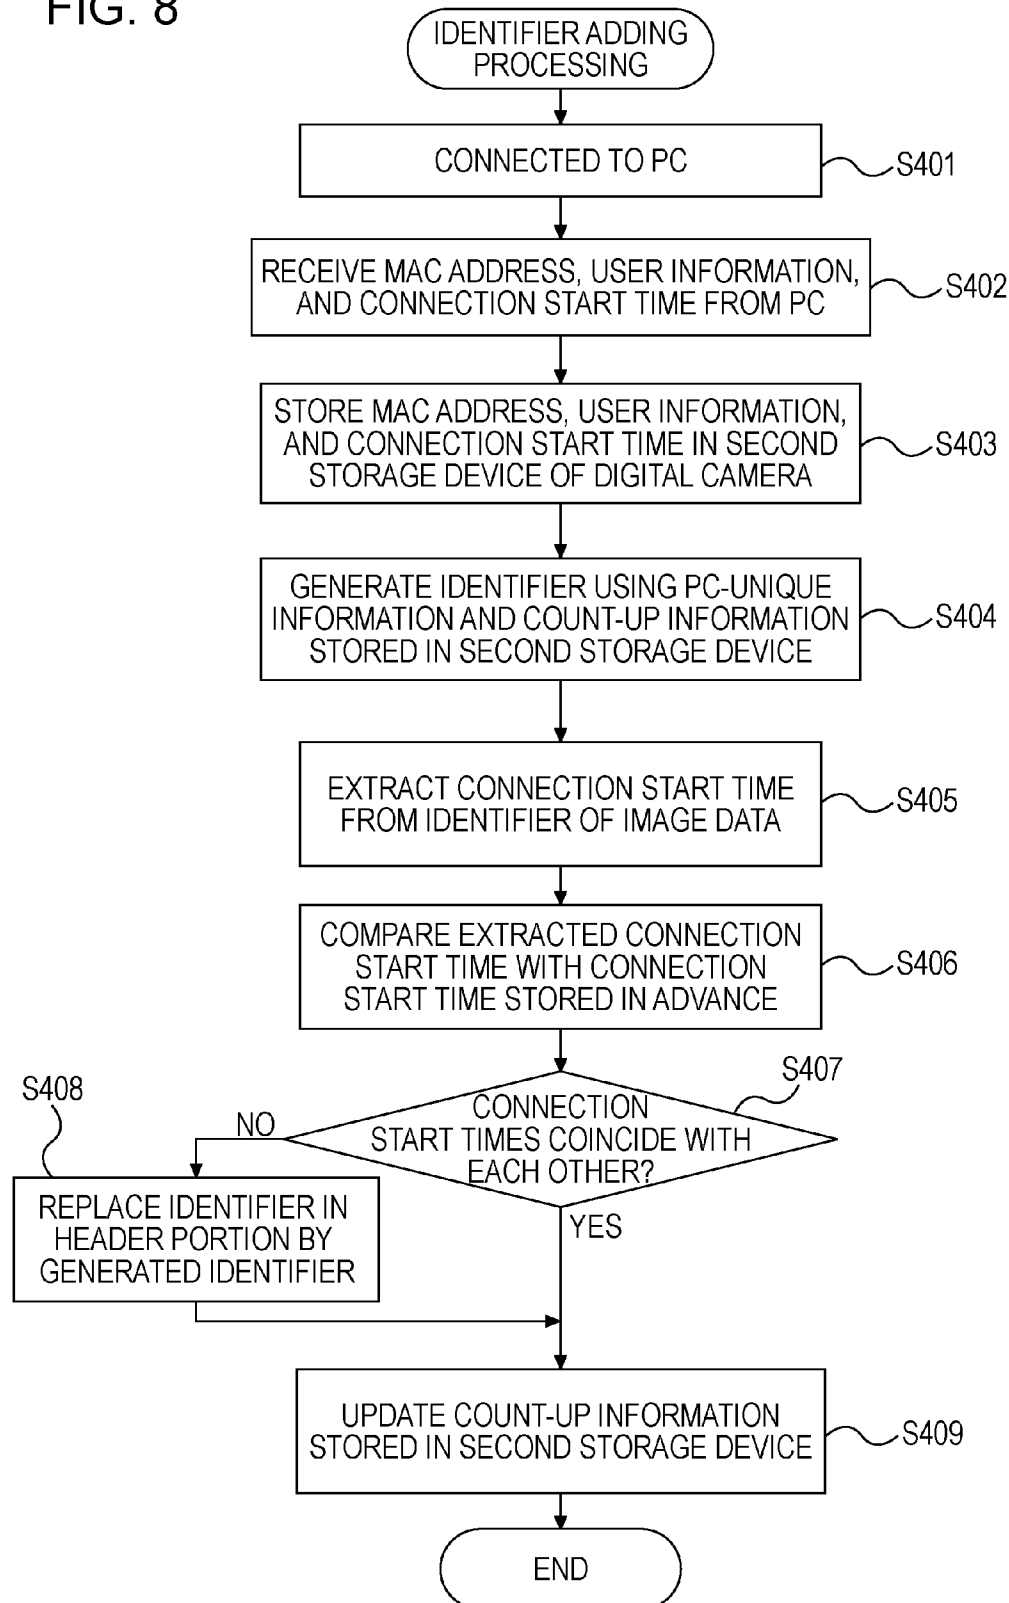 FIG. 8
IDENTIFIER ADDING
PROCESSING
CONNECTED TO PC
S401
RECEIVE MAC ADDRESS, USER INFORMATION,
AND CONNECTION START TIME FROM PC
S402
STORE MAC ADDRESS, USER INFORMATION,
AND CONNECTION START TIME IN SECOND
STORAGE DEVICE OF DIGITAL CAMERA
S403
GENERATE IDENTIFIER USING PC-UNIQUE
INFORMATION AND COUNT-UP INFORMATION
STORED IN SECOND STORAGE DEVICE
S404
EXTRACT CONNECTION START TIME
FROM IDENTIFIER OF IMAGE DATA
S405
COMPARE EXTRACTED CONNECTION
START TIME WITH CONNECTION
START TIME STORED IN ADVANCE
S406
S407
CONNECTION
START TIMES COINCIDE WITH
EACH OTHER?
NO
YES
S408
REPLACE IDENTIFIER IN
HEADER PORTION BY
GENERATED IDENTIFIER
UPDATE COUNT-UP INFORMATION
STORED IN SECOND STORAGE DEVICE
S409
END